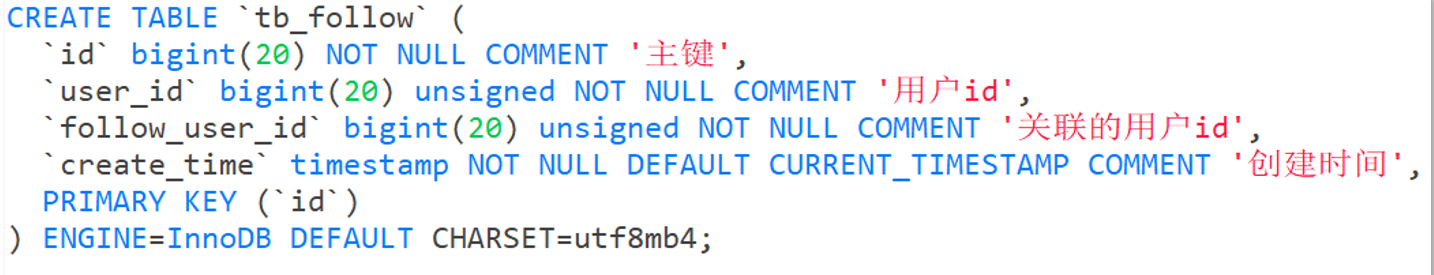 CREATE TABLE `tb_follow` (
  `id` bigint(20) NOT NULL COMMENT '主键',
  `user_id` bigint(20) unsigned NOT NULL COMMENT '用户id',
  `follow_user_id` bigint(20) unsigned NOT NULL COMMENT '关联的用户id',
  `create_time` timestamp NOT NULL DEFAULT CURRENT_TIMESTAMP COMMENT '创建时间',
  PRIMARY KEY (`id`)
) ENGINE=InnoDB DEFAULT CHARSET=utf8mb4;